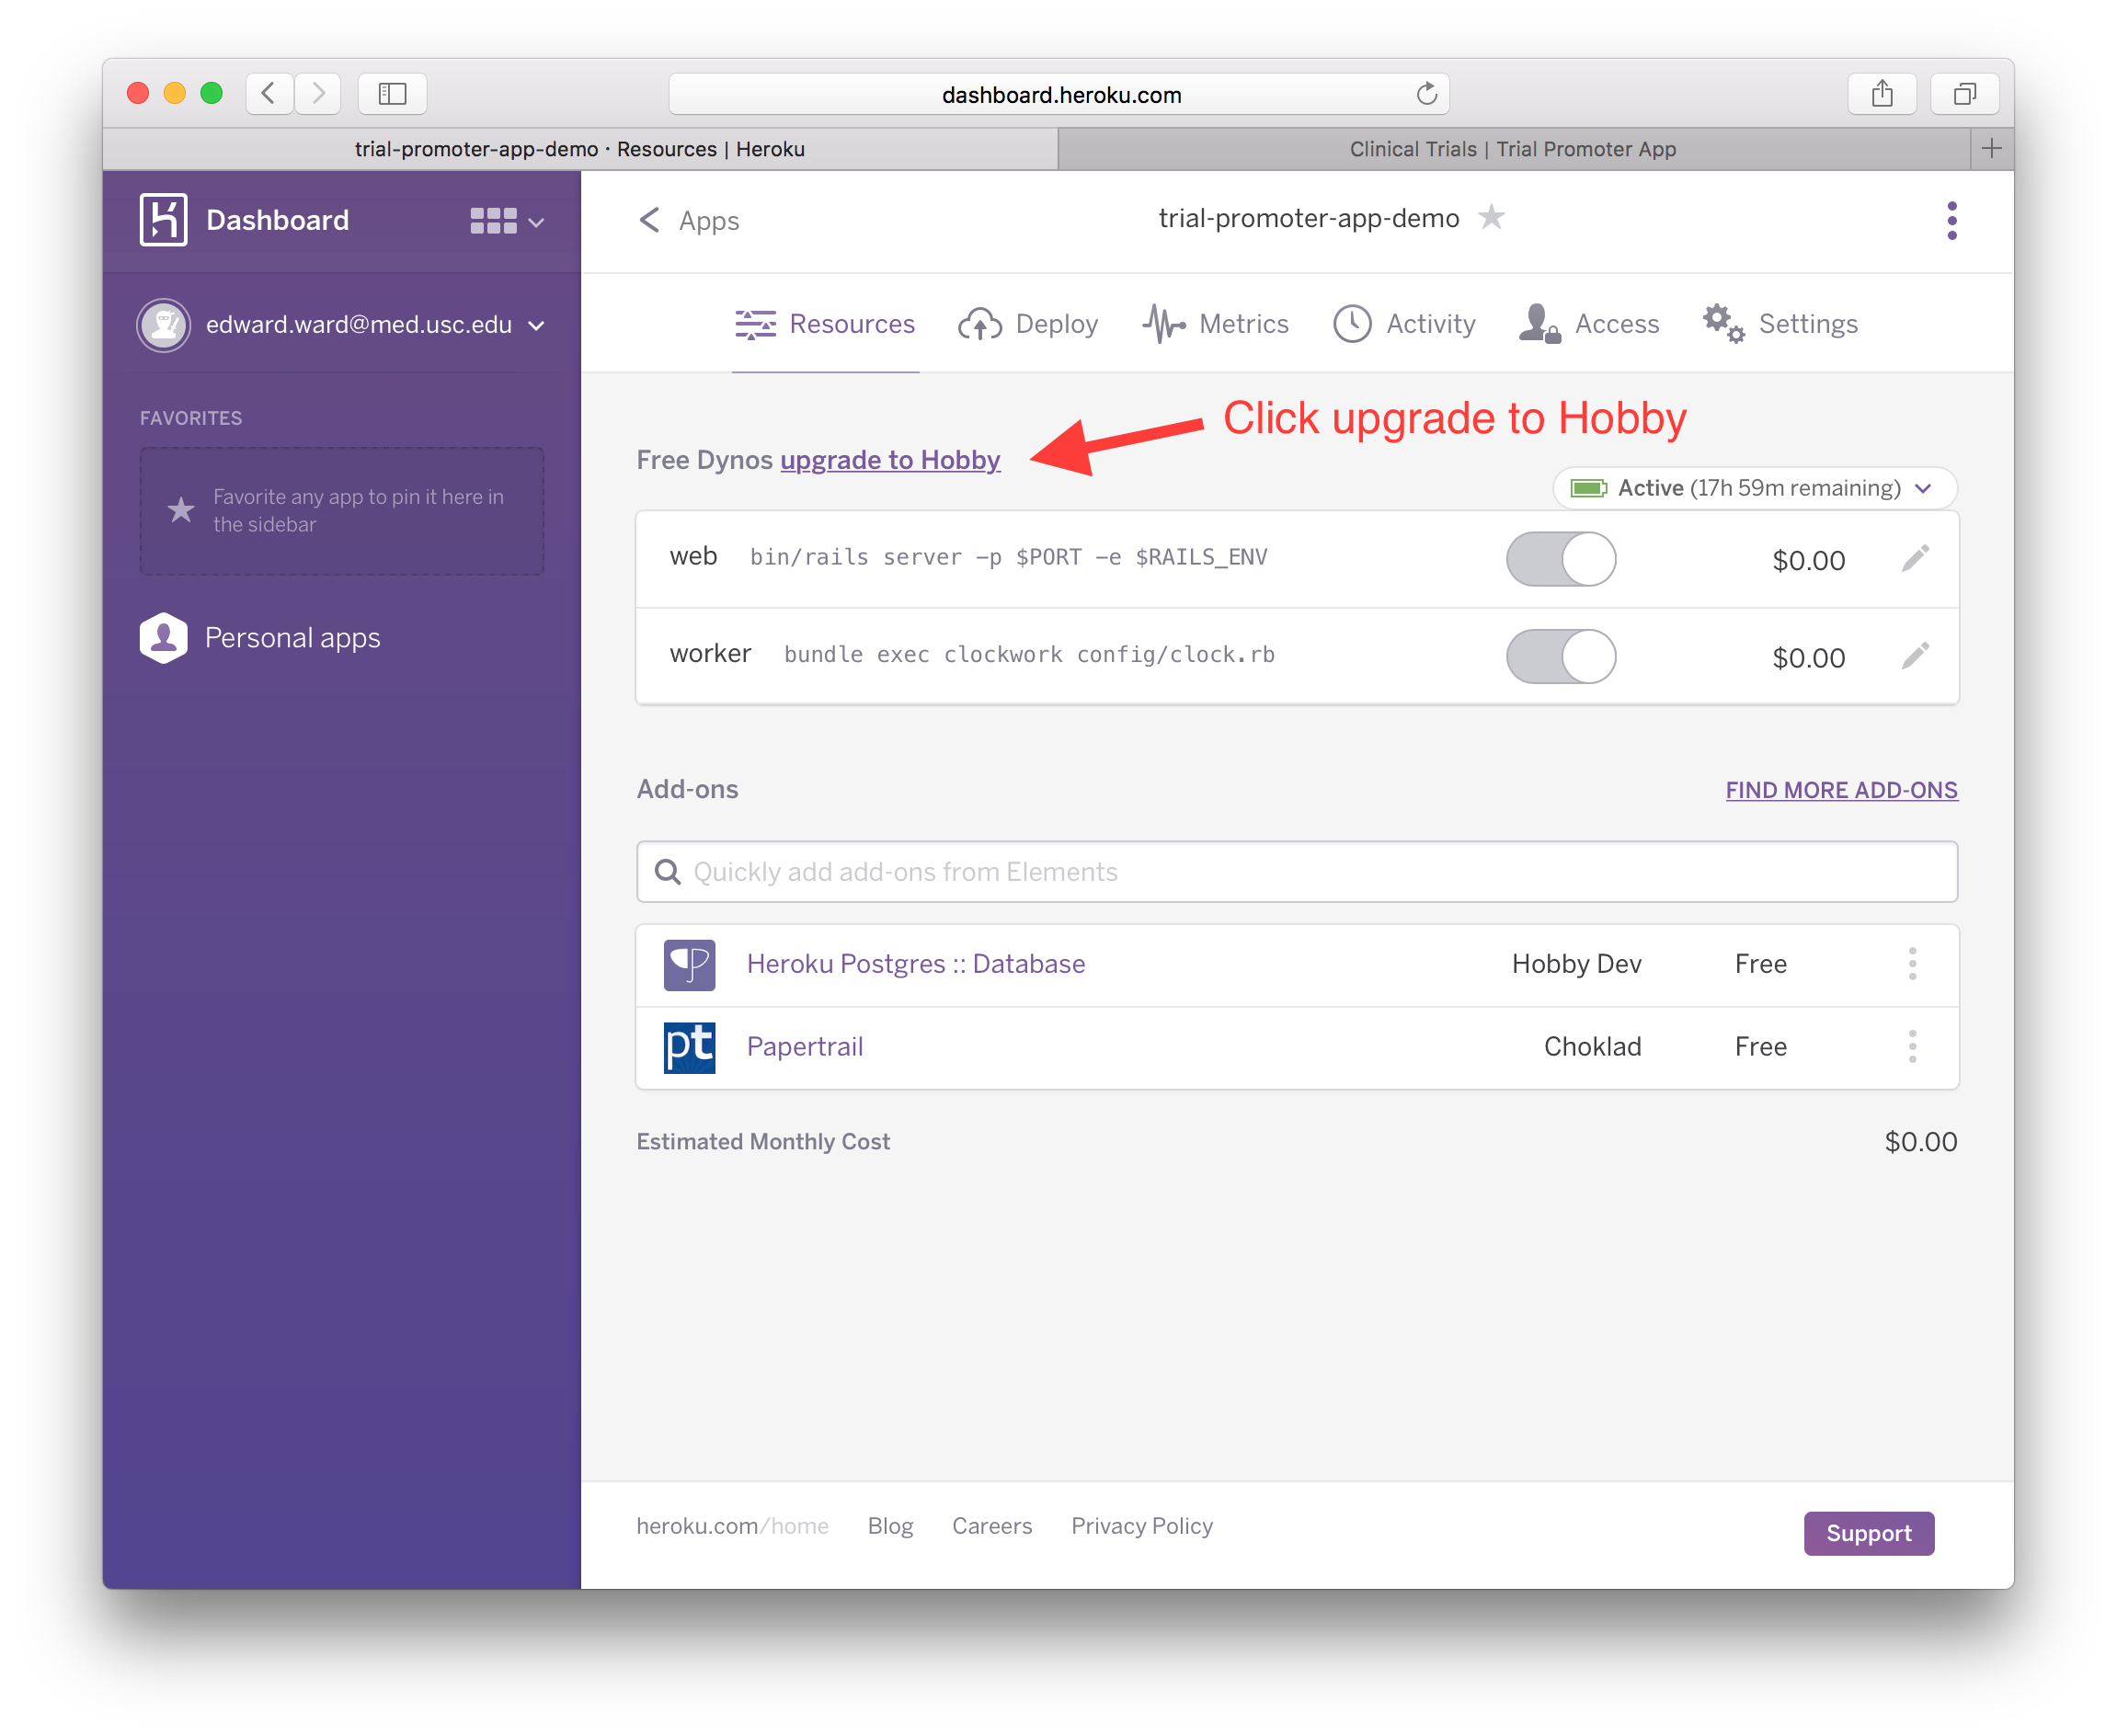 dashboard.heroku.com
trial-promoter-app-demo · Resources | Heroku
Clinical Trials | Trial Promoter App
Dashboard
Apps
trial-promoter-app-demo
edward.ward@med.usc.edu
Resources
Deploy
Metrics
Activity
Access
Settings
FAVORITES
Favorite any app to pin it here in
the sidebar
Personal apps
Click upgrade to Hobby
Free Dynos upgrade to Hobby
Active (17h 59m remaining)
web bin/rails server -p $PORT -e $RAILS_ENV $0.00
worker bundle exec clockwork config/clock.rb $0.00
Add-ons
FIND MORE ADD-ONS
Quickly add add-ons from Elements
Heroku Postgres :: Database Hobby Dev Free
pt Papertrail Choklad Free
Estimated Monthly Cost $0.00
heroku.com/home Blog Careers Privacy Policy
Support